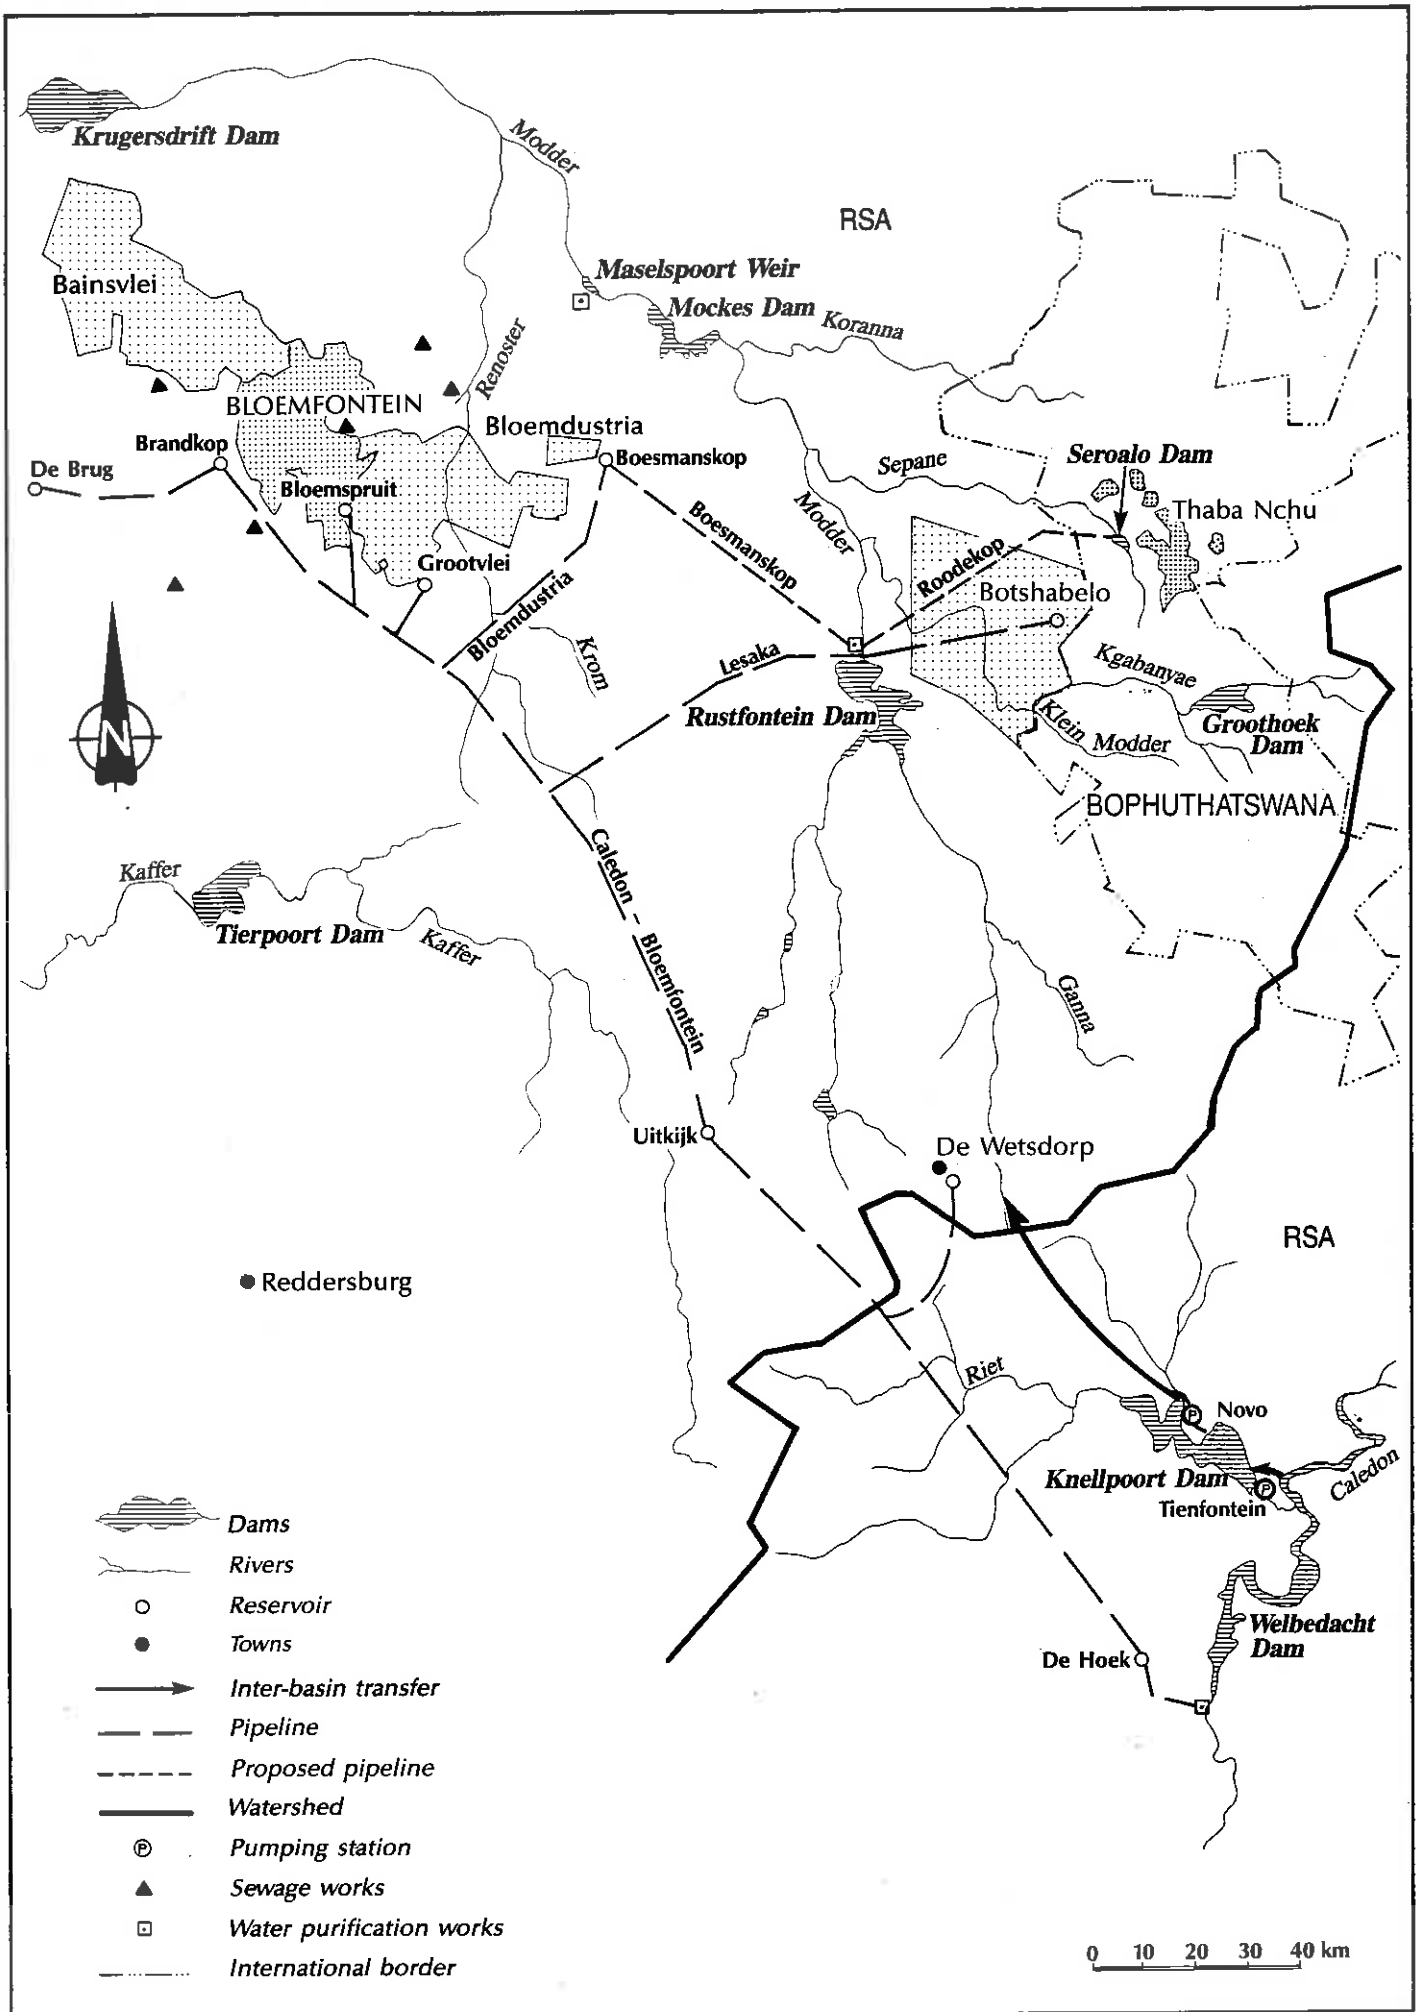 Krugersdrift Dam
Modder
RSA
Bainsvlei
Maselspoort Weir
Mockes Dam
Koranna
Renoster
BLOEMFONTEIN
Bloemdustria
Brandkop
Boesmanskop
De Brug
Sepane
Seroalo Dam
Bloemspruit
Boesmanskop
Modder
Thaba Nchu
Grootvlei
Roodekop
Botshabelo
Bloemdustria
Krom
Lesaka
Kgabanyae
N
Rustfontein Dam
Klein Modder
Groothoek
Dam
BOPHUTHATSWANA
Kaffer
Caledon - Bloemfontein
Tierpoort Dam
Kaffer
Ganna
Uitkijk
De Wetsdorp
RSA
Reddersburg
Riet
P
Novo
Knellpoort Dam
P
Caledon
Tienfontein
Welbedacht
Dam
De Hoek
Dams
Rivers
Reservoir
Towns
Inter-basin transfer
Pipeline
Proposed pipeline
Watershed
P Pumping station
Sewage works
Water purification works
International border
0 10 20 30 40 km